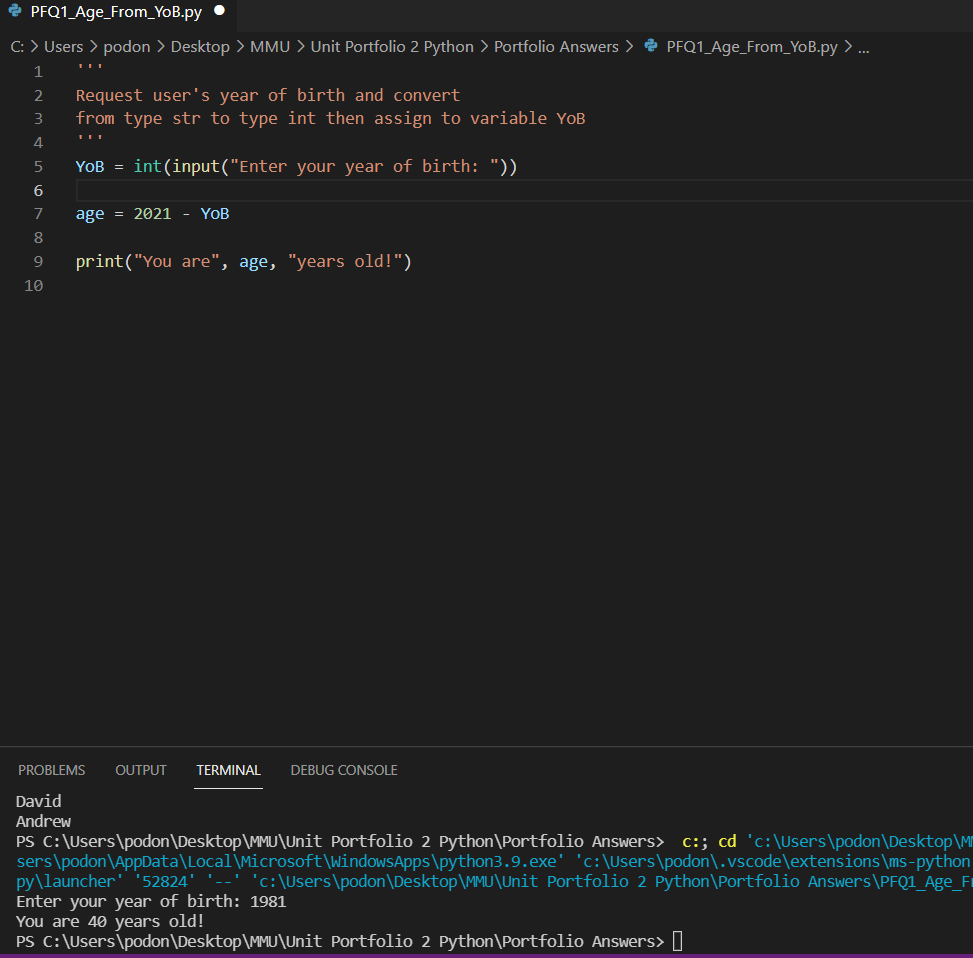 PFQ1_Age_From_YoB.py
C: > Users > podon > Desktop > MMU > Unit Portfolio 2 Python > Portfolio Answers > PFQ1_Age_From_YoB.py > ...
1 '''
2 Request user's year of birth and convert
3 from type str to type int then assign to variable YoB
4 '''
5 YoB = int(input("Enter your year of birth: "))
6
7 age = 2021 - YoB
8
9 print("You are", age, "years old!")
10
PROBLEMS OUTPUT TERMINAL DEBUG CONSOLE
David
Andrew
PS C:\Users\podon\Desktop\MMU\Unit Portfolio 2 Python\Portfolio Answers>  c:; cd 'c:\Users\podon\Desktop\MM
sers\podon\AppData\Local\Microsoft\WindowsApps\python3.9.exe' 'c:\Users\podon\.vscode\extensions\ms-python
py\launcher' '52824' '--' 'c:\Users\podon\Desktop\MMU\Unit Portfolio 2 Python\Portfolio Answers\PFQ1_Age_Fr
Enter your year of birth: 1981
You are 40 years old!
PS C:\Users\podon\Desktop\MMU\Unit Portfolio 2 Python\Portfolio Answers>